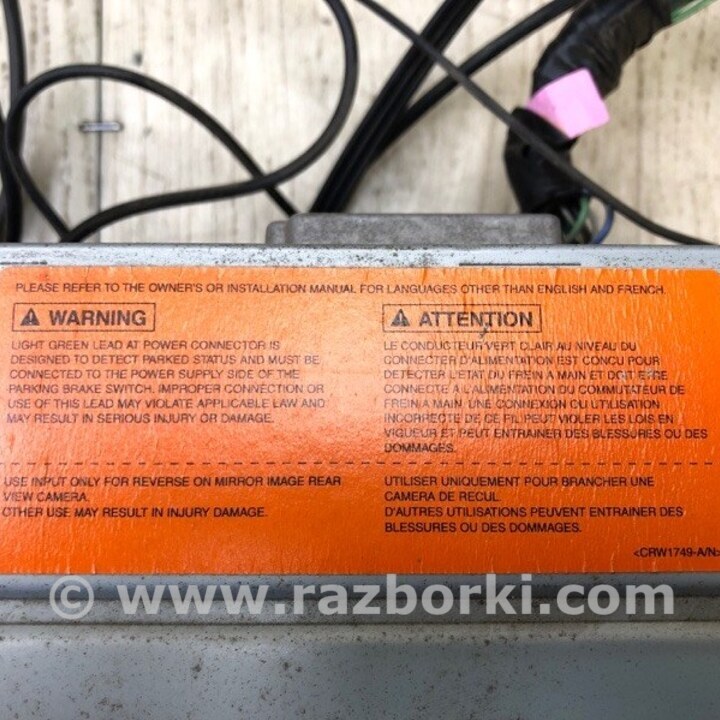 PLEASE REFER TO THE OWNER'S OR INSTALLATION MANUAL FOR LANGUAGES OTHER THAN ENGLISH AND FRENCH.
WARNING
LIGHT GREEN LEAD AT POWER CONNECTOR IS
DESIGNED TO DETECT PARKED STATUS AND MUST BE
CONNECTED TO THE POWER SUPPLY SIDE OF THE
PARKING BRAKE SWITCH. IMPROPER CONNECTION OR
USE OF THIS LEAD MAY VIOLATE APPLICABLE LAW AND
MAY RESULT IN SERIOUS INJURY OR DAMAGE.
USE INPUT ONLY FOR REVERSE ON MIRROR IMAGE REAR
VIEW CAMERA.
OTHER USE MAY RESULT IN INJURY DAMAGE.
ATTENTION
LE CONDUCTEUR VERT CLAIR AU NIVEAU DU
CONNECTER D'ALIMENTATION EST CONCU POUR
DETECTER L'ETAT DU FREIN A MAIN ET DOIT ETRE
CONNECTE A L'ALIMENTATION DU COMMUTATEUR DE
FREIN A MAIN. UNE CONNEXION OU UTILISATION
INCORRECTE DE CE FIL PEUT VIOLER LES LOIS EN
VIGUEUR ET PEUT ENTRAINER DES BLESSURES OU DES
DOMMAGES.
UTILISER UNIQUEMENT POUR BRANCHER UNE
CAMERA DE RECUL.
D'AUTRES UTILISATIONS PEUVENT ENTRAINER DES
BLESSURES OU DES DOMMAGES.
<CRW1749-A/N>
© www.razborki.com